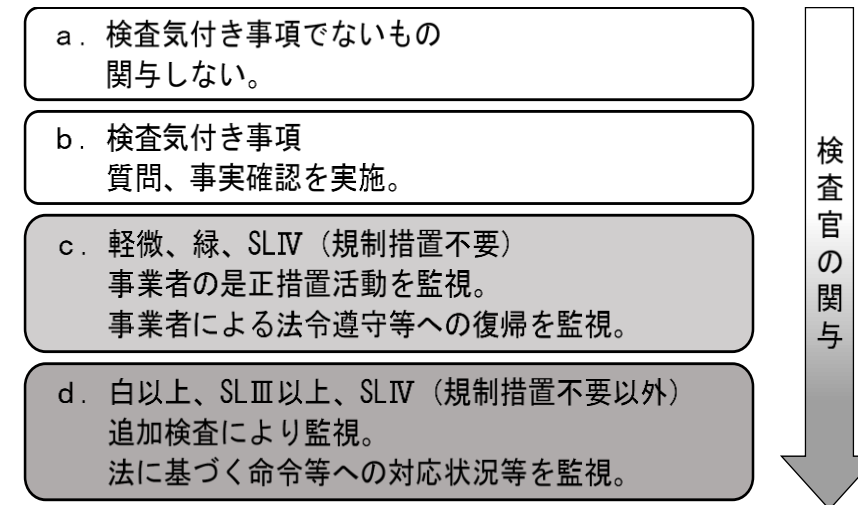 a. 検査気付き事項でないもの
関与しない。
b. 検査気付き事項
質問、事実確認を実施。
c. 軽微、緑、SLⅣ（規制措置不要）
事業者の是正措置活動を監視。
事業者による法令遵守等への復帰を監視。
d. 白以上、SLⅢ以上、SLⅣ（規制措置不要以外）
追加検査により監視。
法に基づく命令等への対応状況等を監視。
検査官の関与